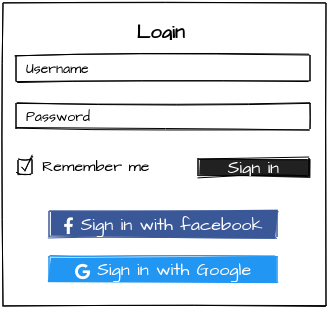 Login
Username
Password
Remember me
Sign in
Sign in with facebook
Sign in with Google